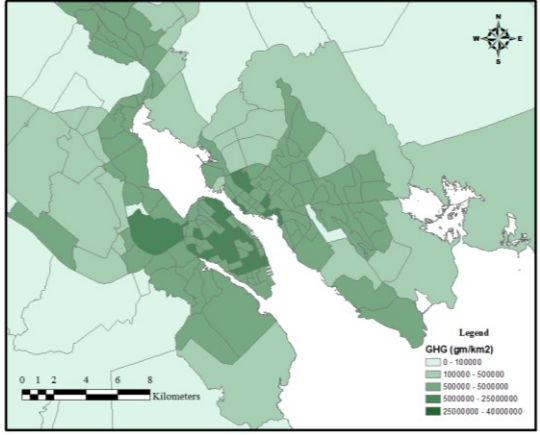 N
W E
S
Legend
GHG (gm/km2)
0 - 100000
100000 - 500000
500000 - 5000000
5000000 - 25000000
25000000 - 40000000
0 1 2 4 6 8
Kilometers